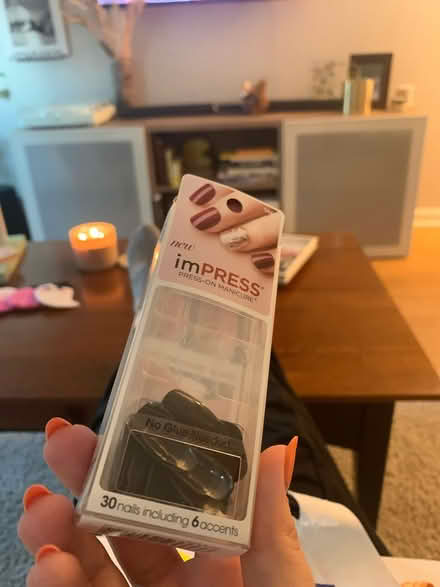 new
imPRESS®
PRESS-ON MANICURE®
No Glue Needed!
30 nails including 6 accents